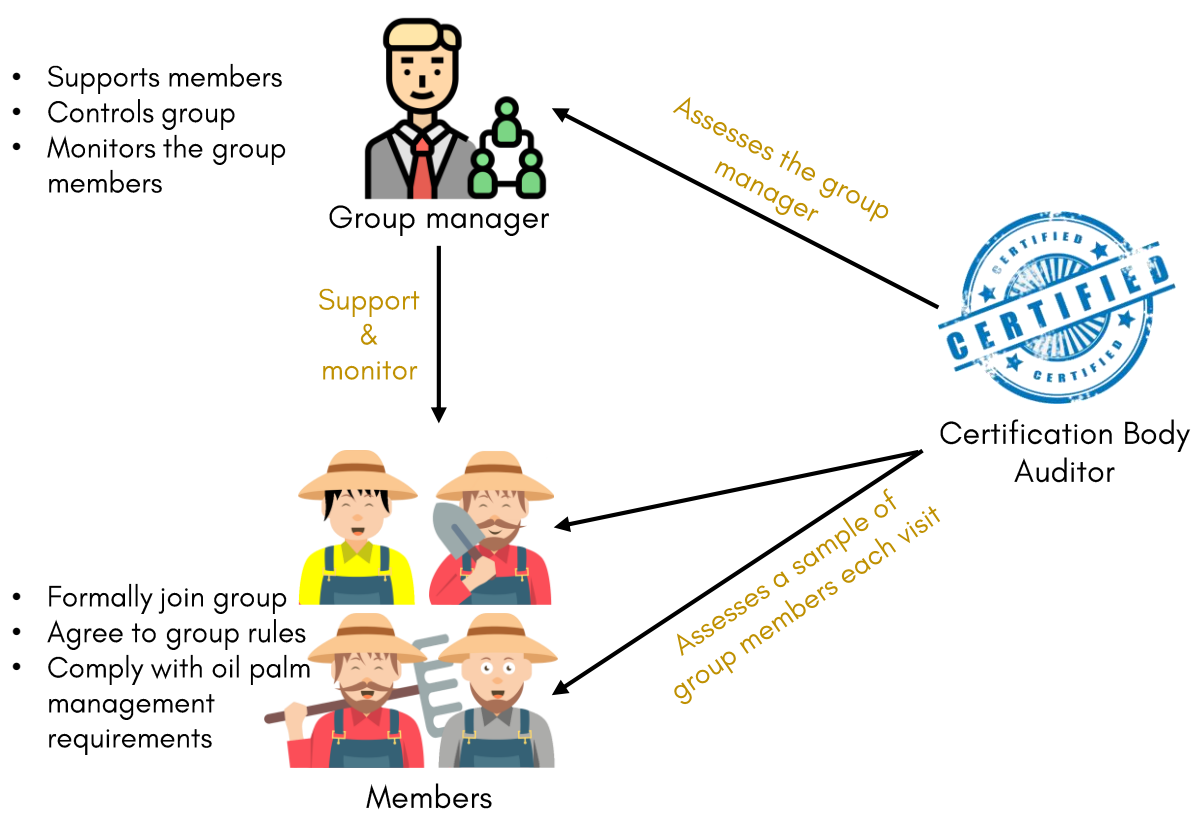 • Supports members
• Controls group
• Monitors the group
members
Group manager
Assesses the group
manager
Support
&
monitor
CERTIFIED
CERTIFIED
CERTIFIED
Certification Body
Auditor
Assesses a sample of
group members each visit
• Formally join group
• Agree to group rules
• Comply with oil palm
management
requirements
Members